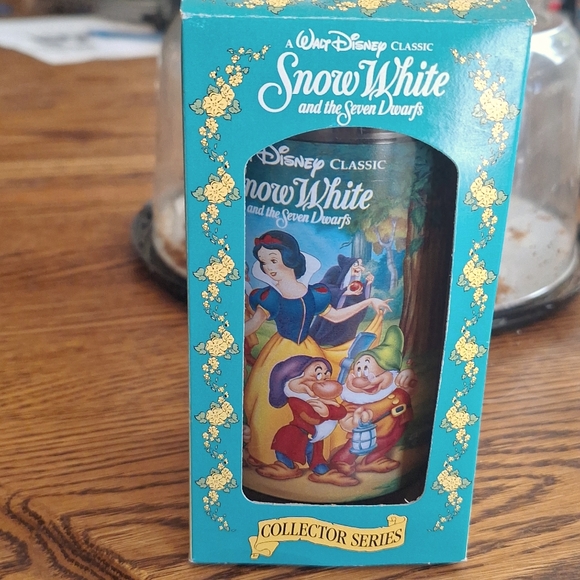 A WALT DISNEY CLASSIC
Snow White
and the Seven Dwarfs
DISNEY CLASSIC
now White
and the Seven Dwarfs
COLLECTOR SERIES